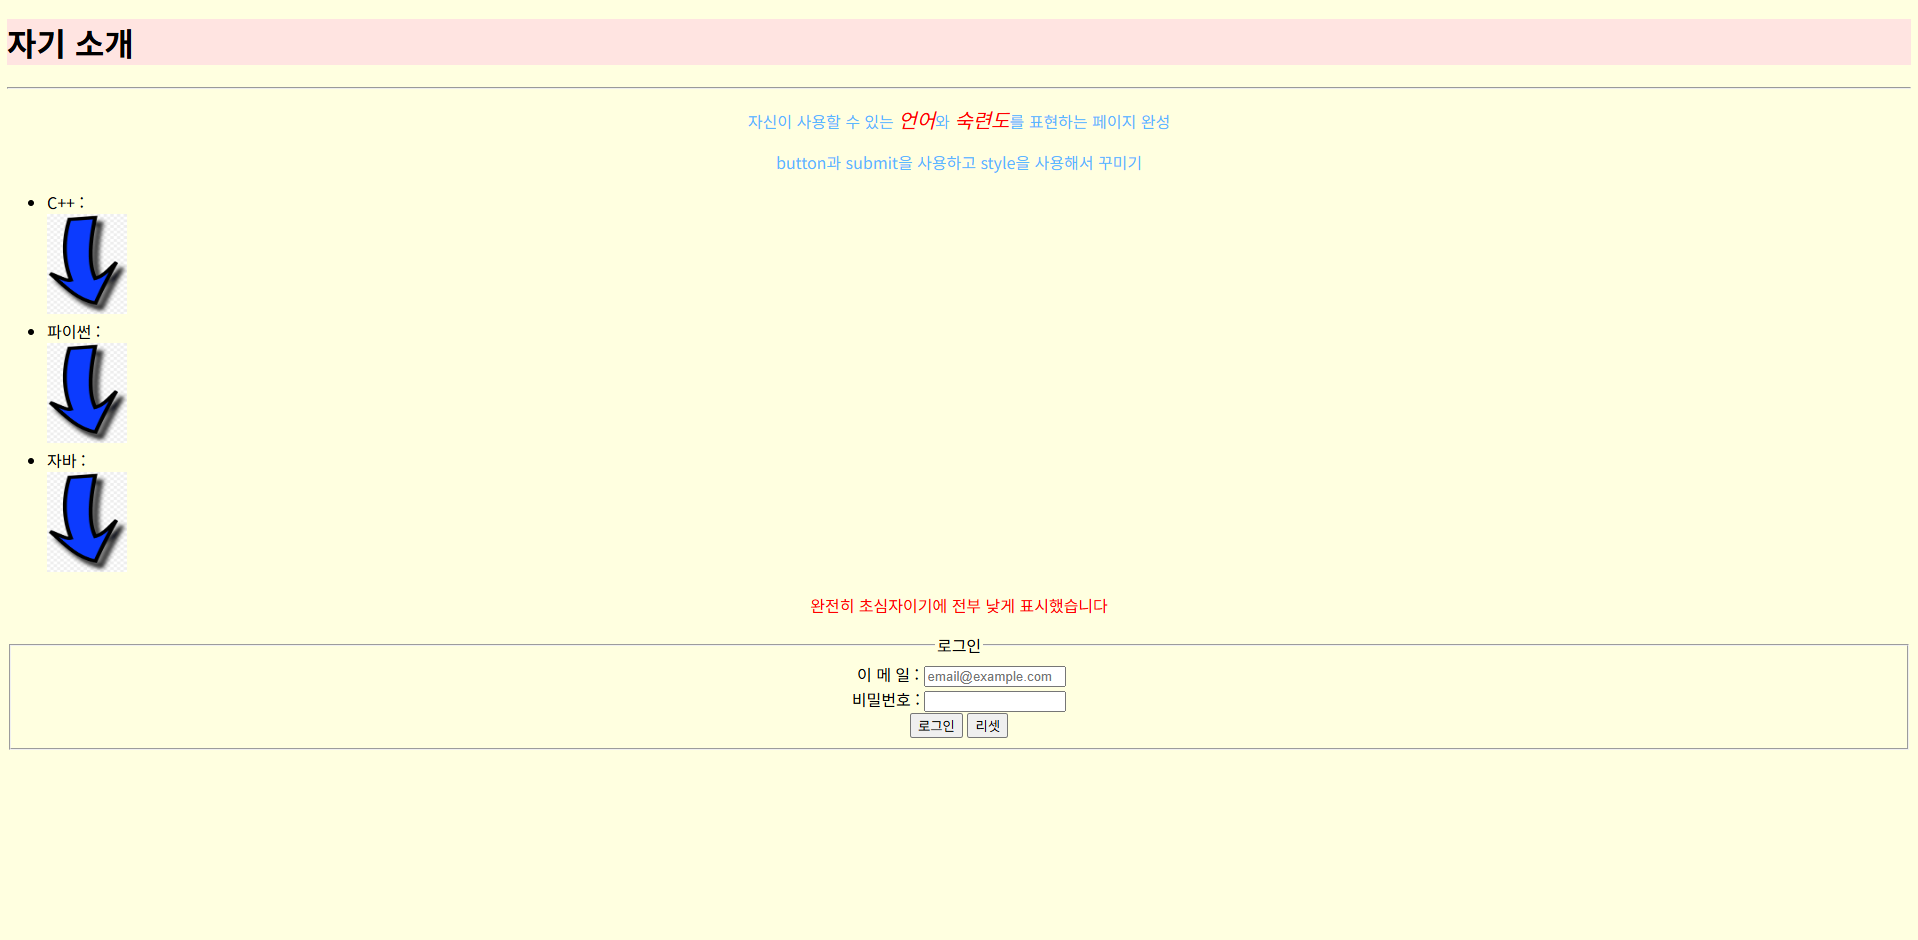 자기 소개
자신이 사용할 수 있는 언어와 숙련도를 표현하는 페이지 완성
button과 submit을 사용하고 style을 사용해서 꾸미기
C++ :
파이썬 :
자바 :
완전히 초심자이기에 전부 낮게 표시했습니다
로그인
이 메 일 : email@example.com
비밀번호 :
로그인 리셋